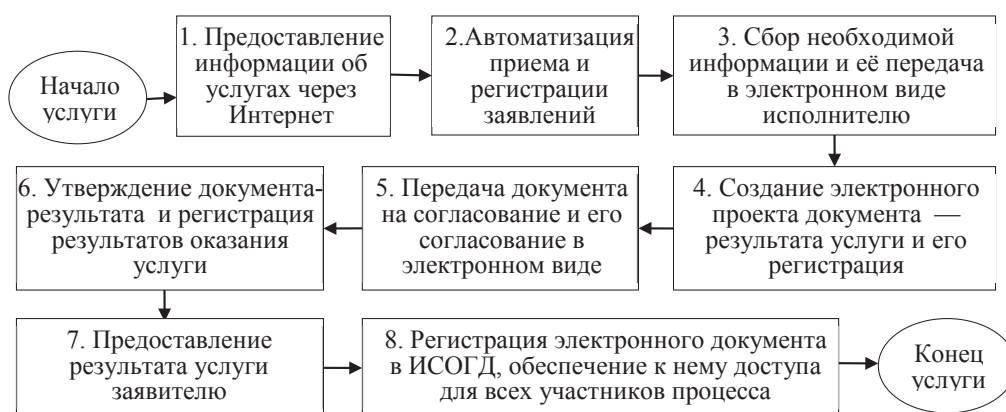 Начало
услуги
1. Предоставление
информации об
услугах через
Интернет
2.Автоматизация
приема и
регистрации
заявлений
3. Сбор необходимой
информации и её передача
в электронном виде
исполнителю
4. Создание электронного
проекта документа —
результата услуги и его
регистрация
5. Передача документа
на согласование и его
согласование в
электронном виде
6. Утверждение документа-
результата и регистрация
результатов оказания
услуги
7. Предоставление
результата услуги
заявителю
8. Регистрация электронного документа
в ИСОГД, обеспечение к нему доступа
для всех участников процесса
Конец
услуги